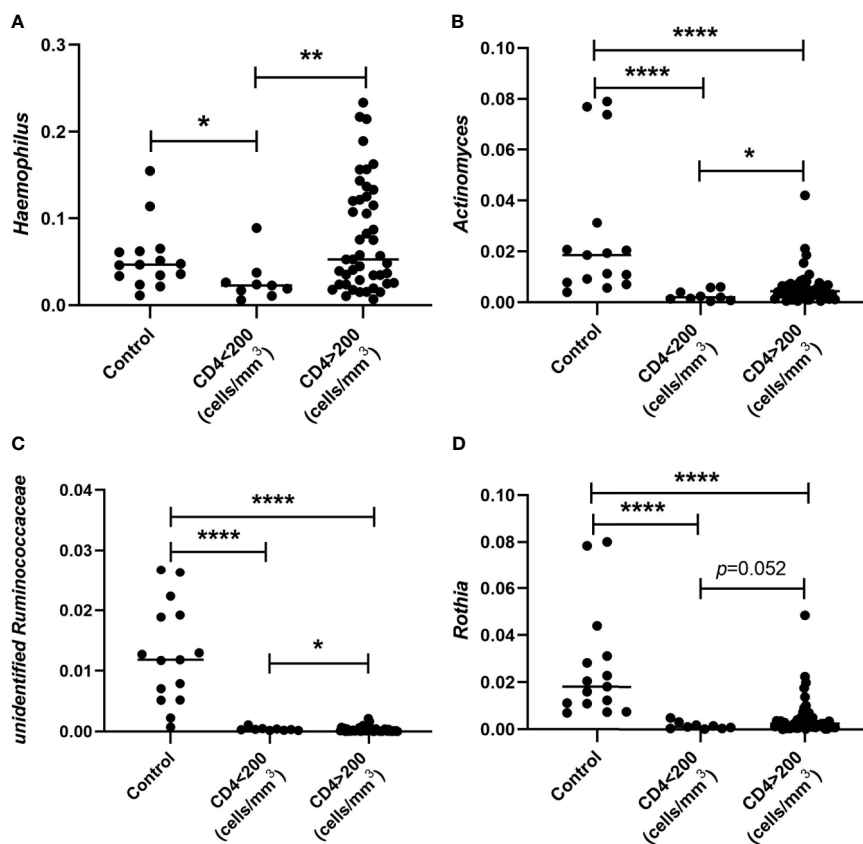 A
Haemophilus
0.3
0.2
0.1
0.0
*
**
Control
CD4<200
(cells/mm³)
CD4>200
(cells/mm³)
B
Actinomyces
0.10
0.08
0.06
0.04
0.02
0.00
****
****
*
Control
CD4<200
(cells/mm³)
CD4>200
(cells/mm³)
C
unidentified Ruminococcaceae
0.04
0.03
0.02
0.01
0.00
****
****
*
Control
CD4<200
(cells/mm³)
CD4>200
(cells/mm³)
D
Rothia
0.10
0.08
0.06
0.04
0.02
0.00
****
****
p=0.052
Control
CD4<200
(cells/mm³)
CD4>200
(cells/mm³)